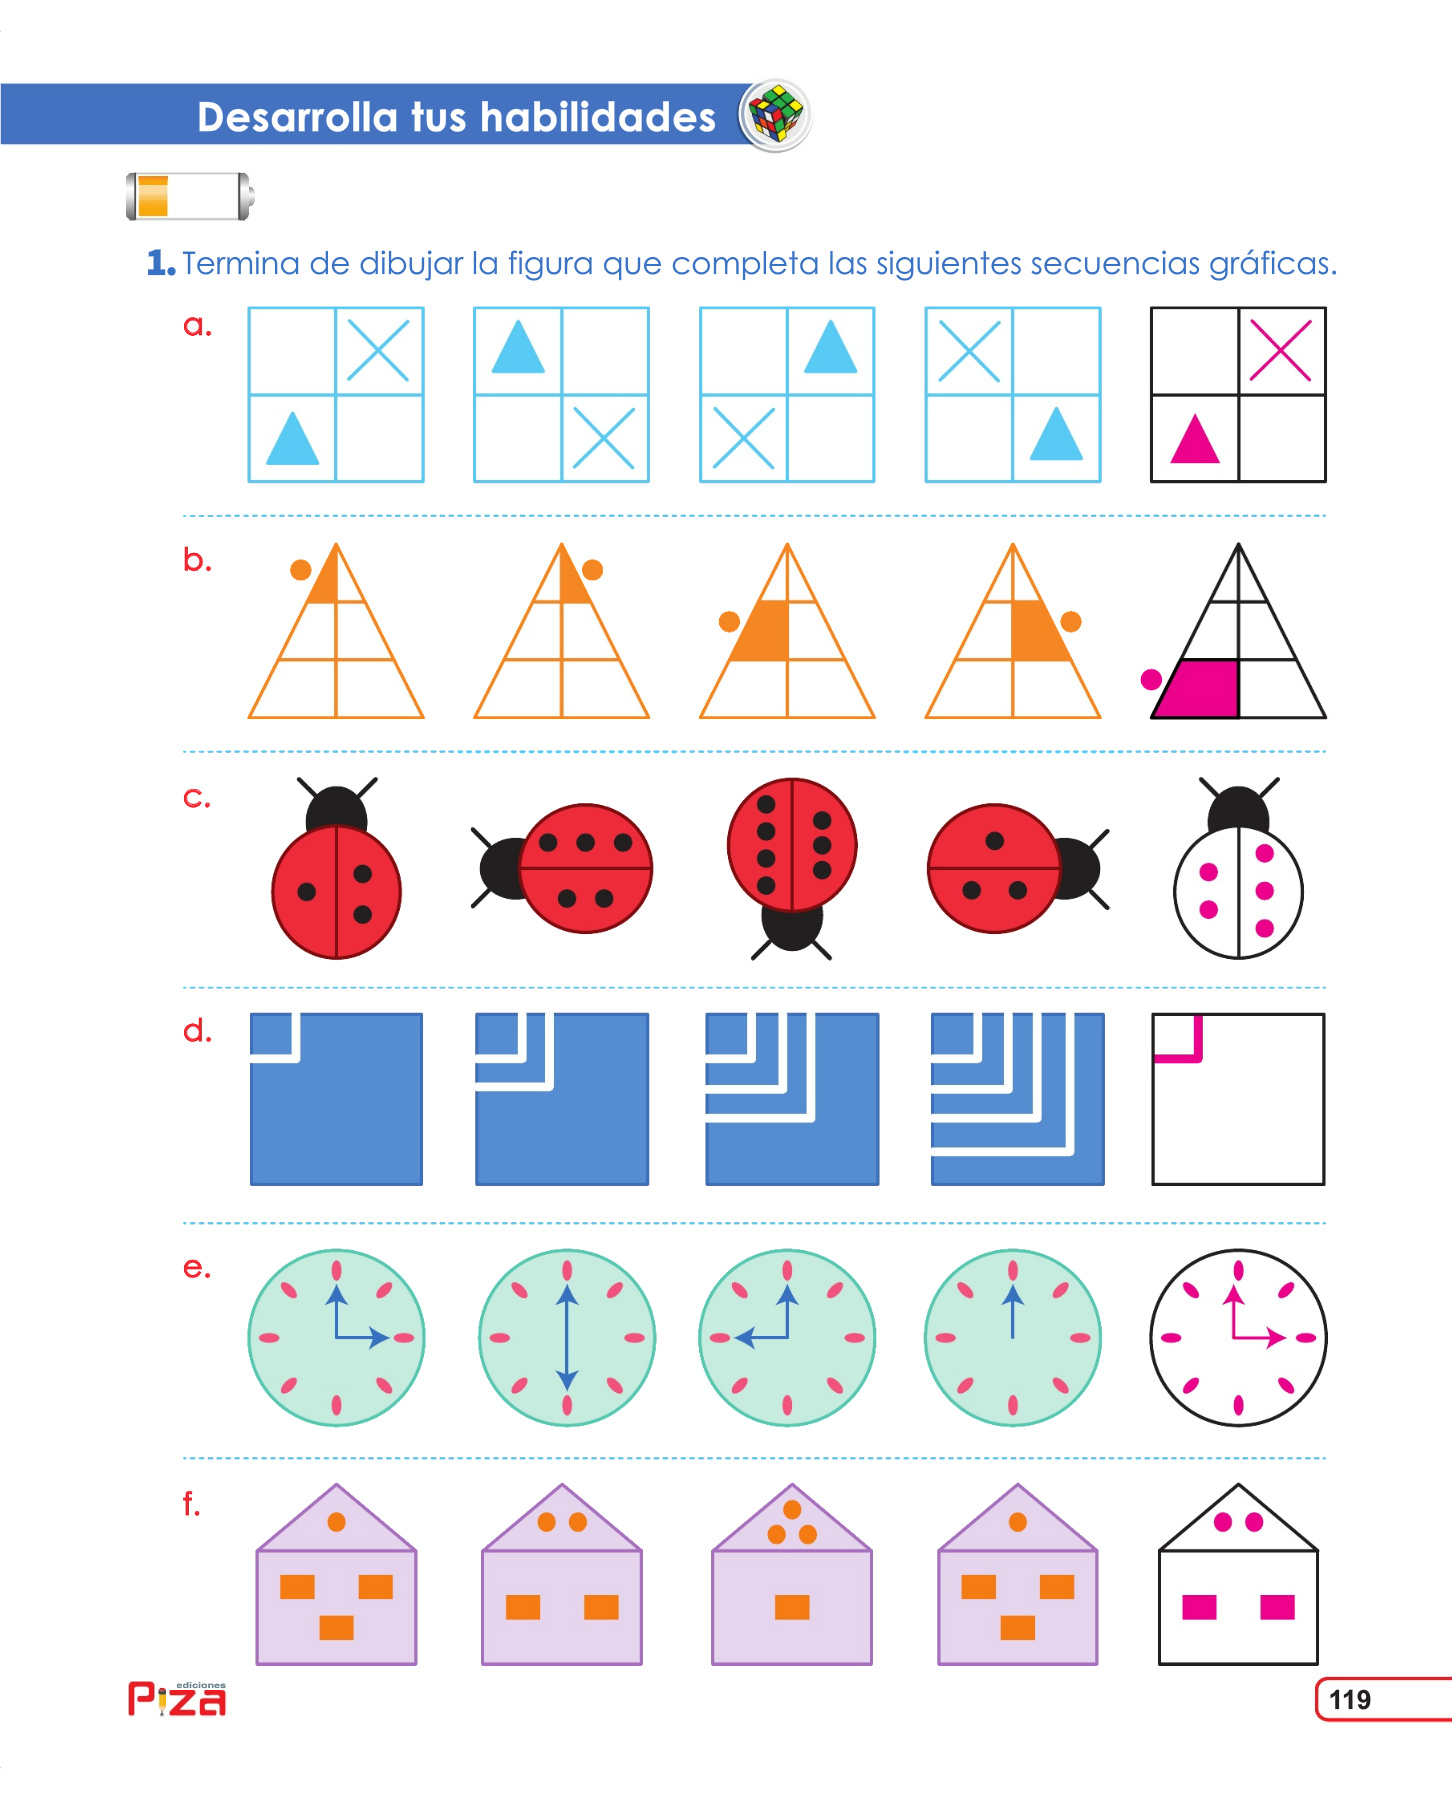 Desarrolla tus habilidades
1. Termina de dibujar la figura que completa las siguientes secuencias gráficas.
a.
b.
c.
d.
e.
f.
ediciones
Piza
119